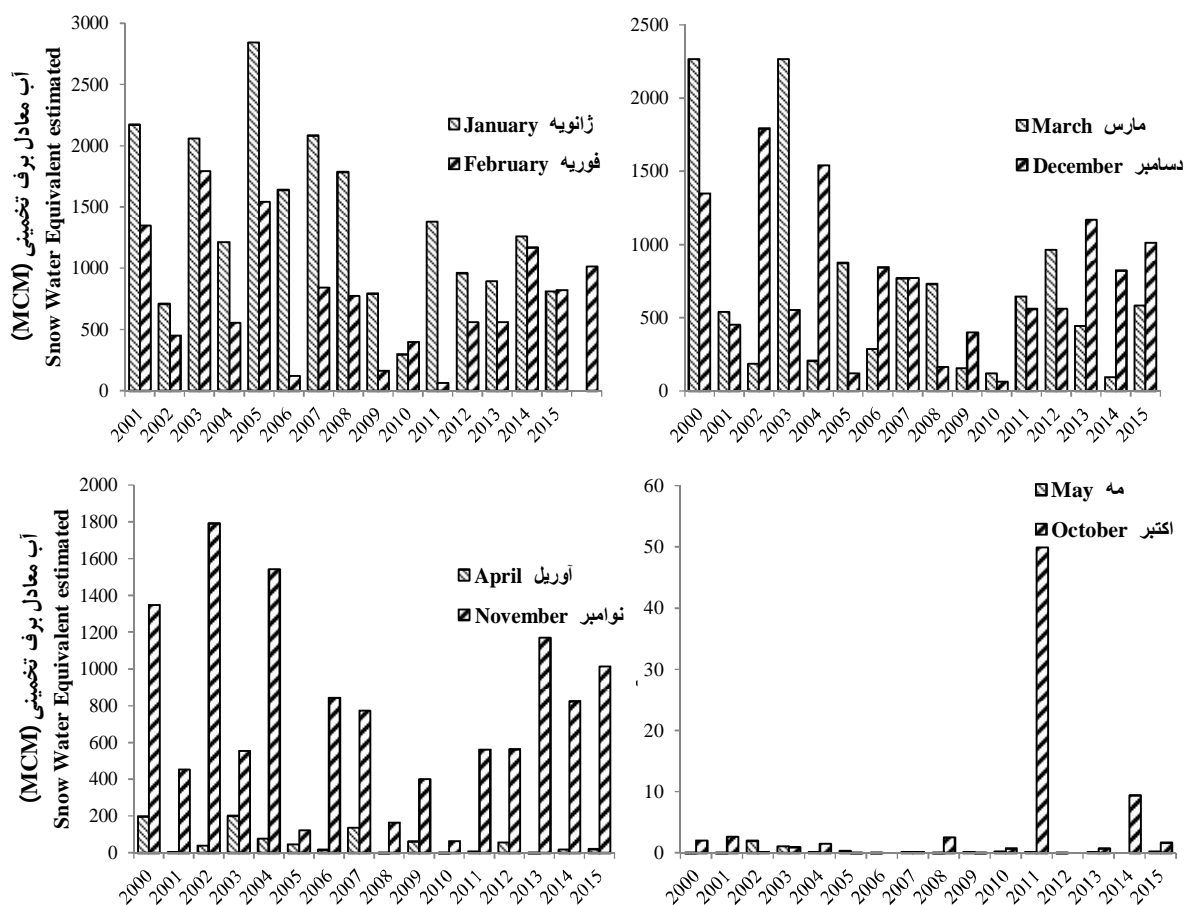 آب معادل برف تخمینی (MCM)
Snow Water Equivalent estimated
3000
2500
2000
1500
1000
500
0
January ژانویه
February فوریه
2001 2002 2003 2004 2005 2006 2007 2008 2009 2010 2011 2012 2013 2014 2015
2500
2000
1500
1000
500
0
March مارس
December دسامبر
2000 2001 2002 2003 2004 2005 2006 2007 2008 2009 2010 2011 2012 2013 2014 2015
آب معادل برف تخمینی (MCM)
Snow Water Equivalent estimated
2000
1800
1600
1400
1200
1000
800
600
400
200
0
April آوریل
November نوامبر
2000 2001 2002 2003 2004 2005 2006 2007 2008 2009 2010 2011 2012 2013 2014 2015
60
50
40
30
20
10
0
May مه
October اکتبر
2000 2001 2002 2003 2004 2005 2006 2007 2008 2009 2010 2011 2012 2013 2014 2015